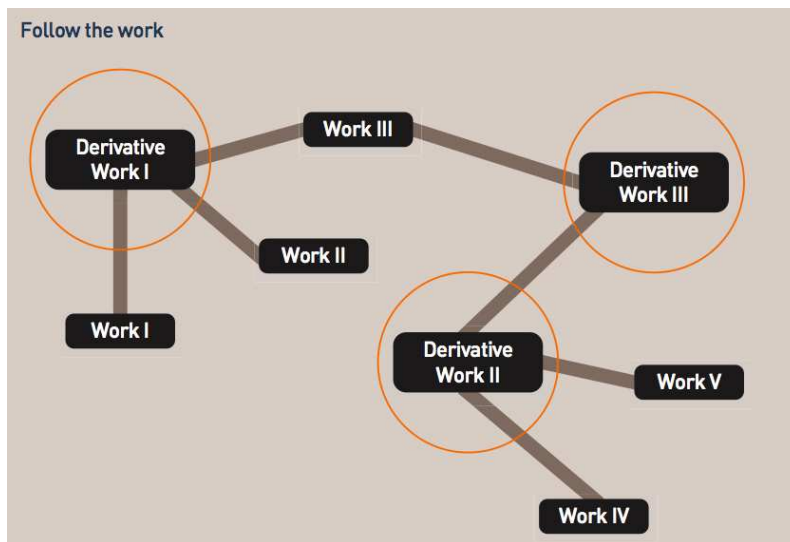 Follow the work
Work III
Derivative
Work I
Derivative
Work III
Work II
Work I
Derivative
Work II
Work V
Work IV